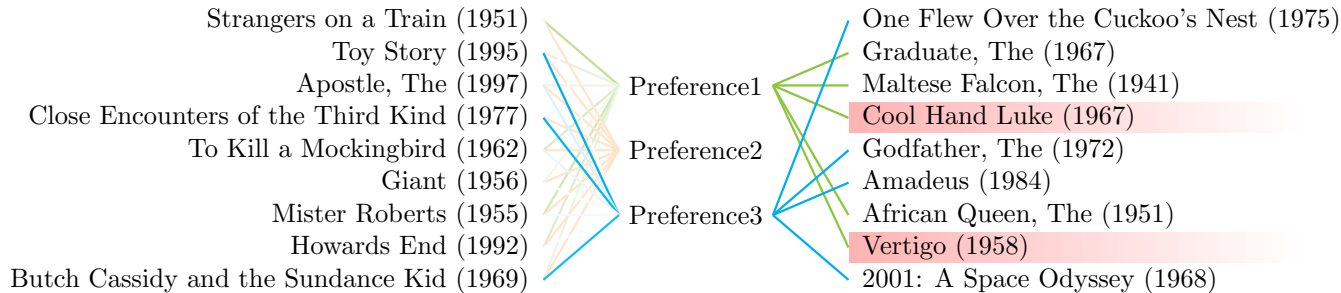 Strangers on a Train (1951)
Toy Story (1995)
Apostle, The (1997)
Close Encounters of the Third Kind (1977)
To Kill a Mockingbird (1962)
Giant (1956)
Mister Roberts (1955)
Howards End (1992)
Butch Cassidy and the Sundance Kid (1969)
Preference1
Preference2
Preference3
One Flew Over the Cuckoo's Nest (1975)
Graduate, The (1967)
Maltese Falcon, The (1941)
Cool Hand Luke (1967)
Godfather, The (1972)
Amadeus (1984)
African Queen, The (1951)
Vertigo (1958)
2001: A Space Odyssey (1968)